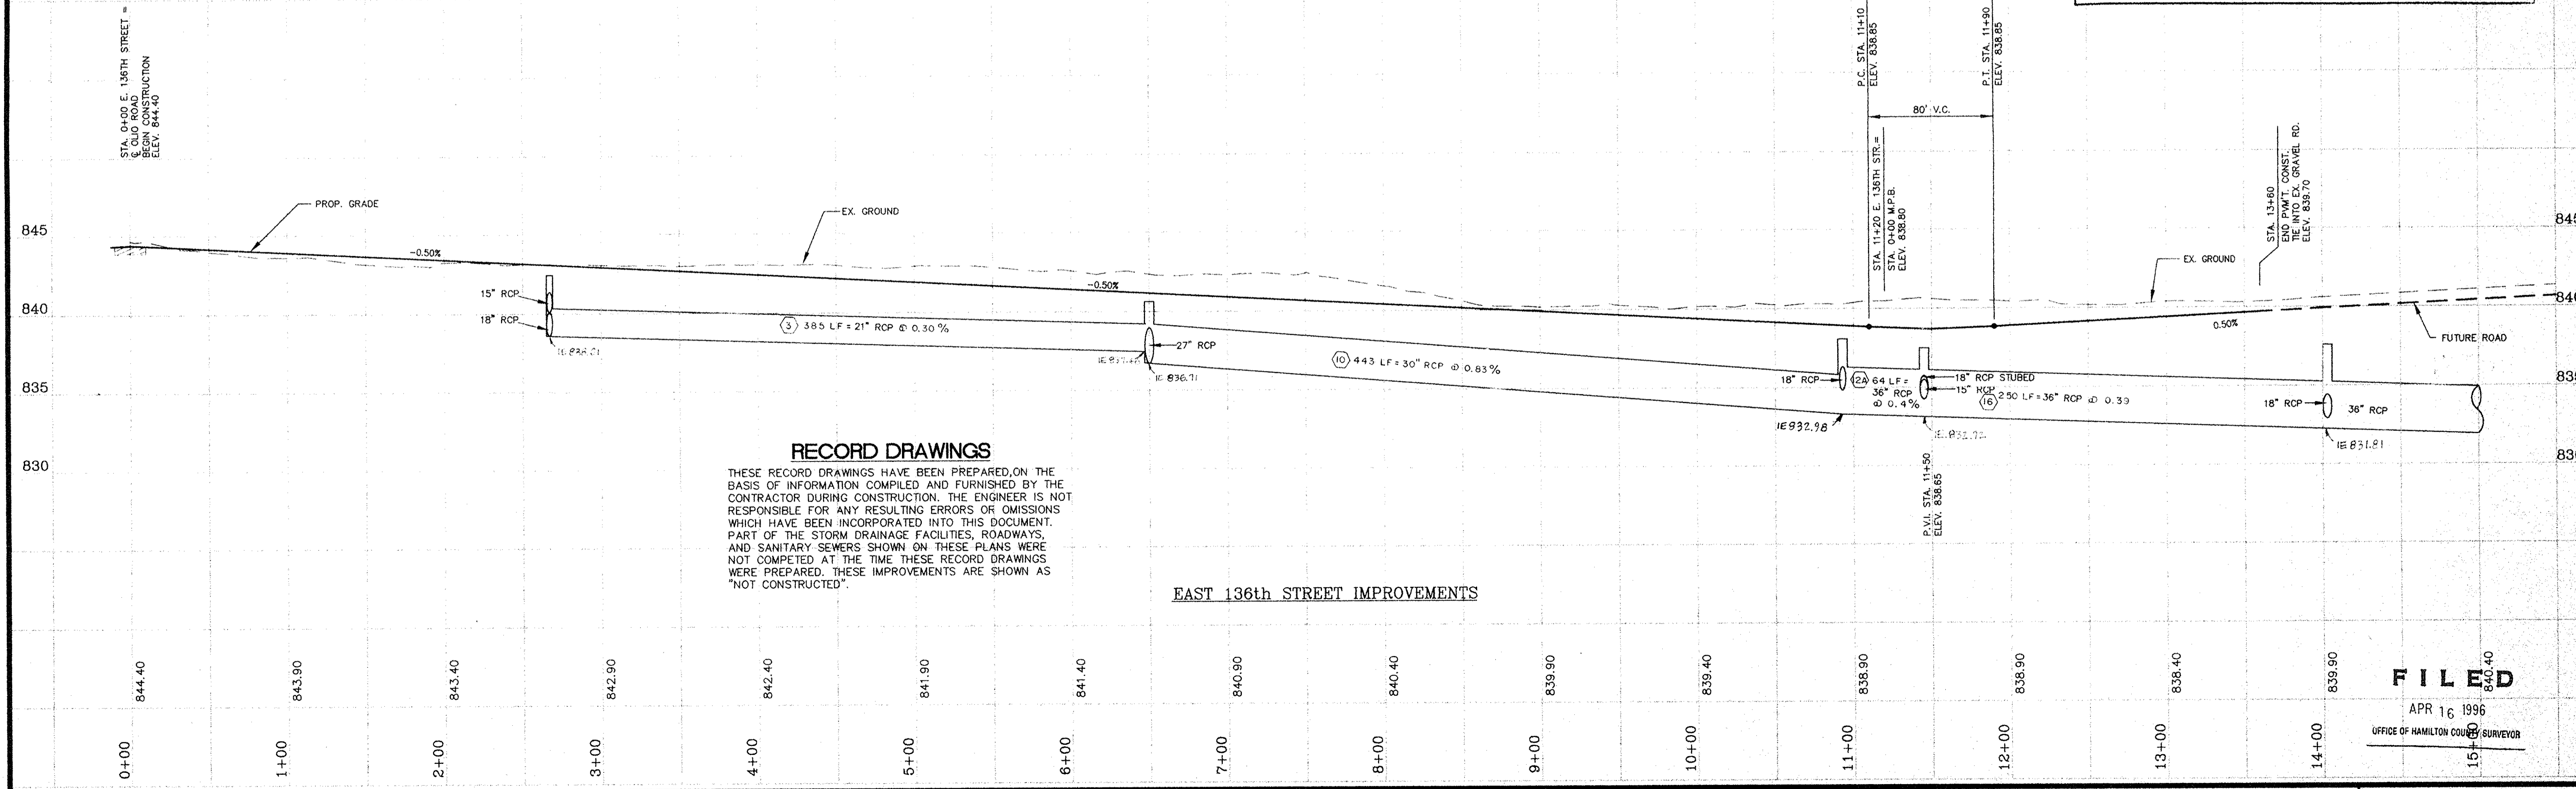 STA. 0+00 E. 136TH STREET =
℄ OLIO ROAD
BEGIN CONSTRUCTION
ELEV. 844.40
P.C. STA. 11+10
ELEV. 838.85
P.T. STA. 11+90
ELEV. 838.85
80' V.C.
STA. 11+20 E. 136TH STR.=
STA. 0+00 M.P.B.
ELEV. 838.80
STA. 13+60
END PVM'T. CONST.
TIE INTO EX. GRAVEL RD.
ELEV. 839.70
PROP. GRADE
EX. GROUND
EX. GROUND
FUTURE ROAD
-0.50%
-0.50%
0.50%
845
840
835
830
15" RCP
18" RCP
3 385 LF = 21" RCP @ 0.30 %
27" RCP
IE 836.71
10 443 LF = 30" RCP @ 0.83 %
18" RCP
IE 832.98
2A 64 LF =
36" RCP
@ 0.4 %
18" RCP STUBED
15" RCP
16 250 LF = 36" RCP @ 0.39
18" RCP
36" RCP
IE 831.81
P.V.I. STA. 11+50
ELEV. 838.65
RECORD DRAWINGS
THESE RECORD DRAWINGS HAVE BEEN PREPARED,ON THE
BASIS OF INFORMATION COMPILED AND FURNISHED BY THE
CONTRACTOR DURING CONSTRUCTION. THE ENGINEER IS NOT
RESPONSIBLE FOR ANY RESULTING ERRORS OR OMISSIONS
WHICH HAVE BEEN INCORPORATED INTO THIS DOCUMENT.
PART OF THE STORM DRAINAGE FACILITIES, ROADWAYS,
AND SANITARY SEWERS SHOWN ON THESE PLANS WERE
NOT COMPETED AT THE TIME THESE RECORD DRAWINGS
WERE PREPARED. THESE IMPROVEMENTS ARE SHOWN AS
"NOT CONSTRUCTED".
EAST 136th STREET IMPROVEMENTS
844.40 843.90 843.40 842.90 842.40 841.90 841.40 840.90 840.40 839.90 839.40 838.90 838.90 838.40 839.90 840.40
0+00 1+00 2+00 3+00 4+00 5+00 6+00 7+00 8+00 9+00 10+00 11+00 12+00 13+00 14+00 15+00
FILED
APR 16 1996
OFFICE OF HAMILTON COUNTY SURVEYOR